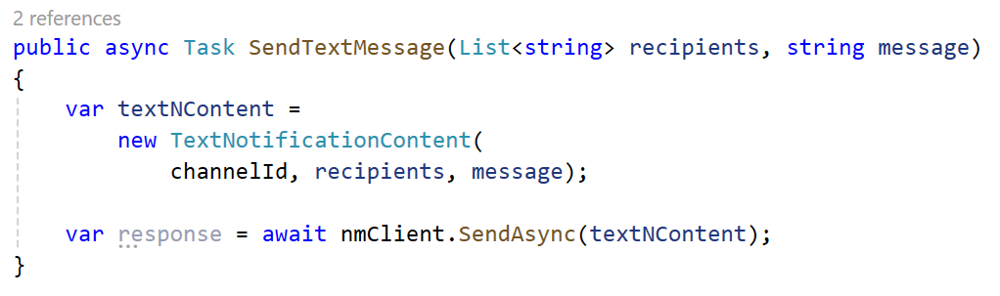 2 references
public async Task SendTextMessage(List<string> recipients, string message)
{
    var textNContent =
        new TextNotificationContent(
            channelId, recipients, message);

    var response = await nmClient.SendAsync(textNContent);
}